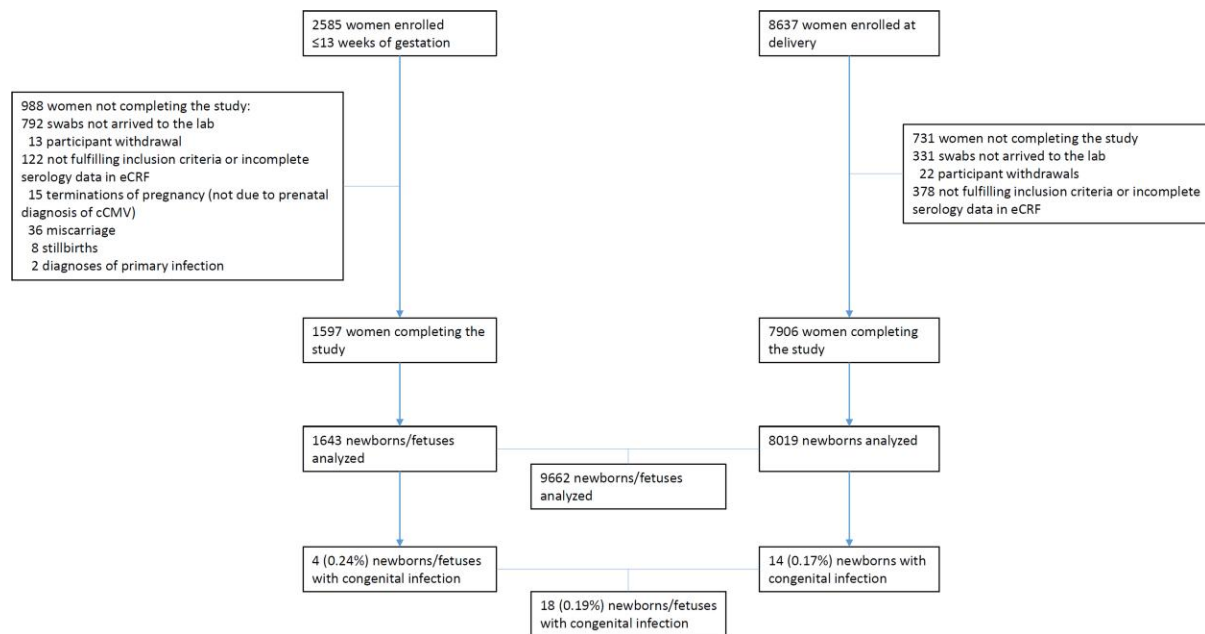 2585 women enrolled
≤13 weeks of gestation
8637 women enrolled at
delivery
988 women not completing the study:
792 swabs not arrived to the lab
13 participant withdrawal
122 not fulfilling inclusion criteria or incomplete
serology data in eCRF
15 terminations of pregnancy (not due to prenatal
diagnosis of cCMV)
36 miscarriage
8 stillbirths
2 diagnoses of primary infection
731 women not completing the study
331 swabs not arrived to the lab
22 participant withdrawals
378 not fulfilling inclusion criteria or incomplete
serology data in eCRF
1597 women completing the
study
7906 women completing
the study
1643 newborns/fetuses
analyzed
8019 newborns analyzed
9662 newborns/fetuses
analyzed
4 (0.24%) newborns/fetuses
with congenital infection
14 (0.17%) newborns with
congenital infection
18 (0.19%) newborns/fetuses
with congenital infection